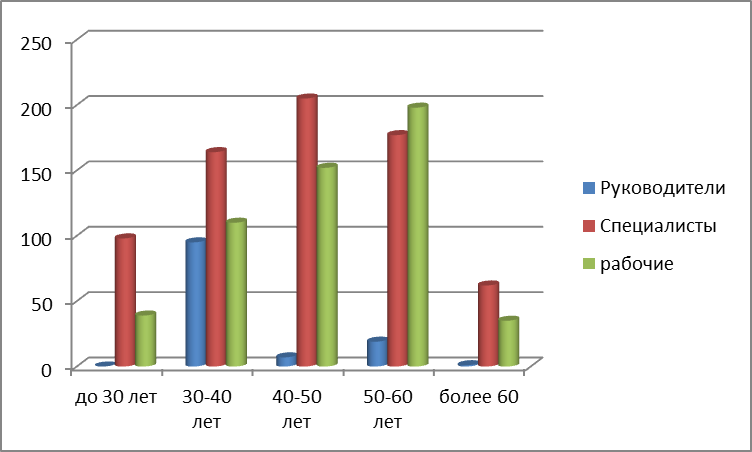 250
200
150
100
50
0
до 30 лет
30-40
лет
40-50
лет
50-60
лет
более 60
Руководители
Специалисты
рабочие